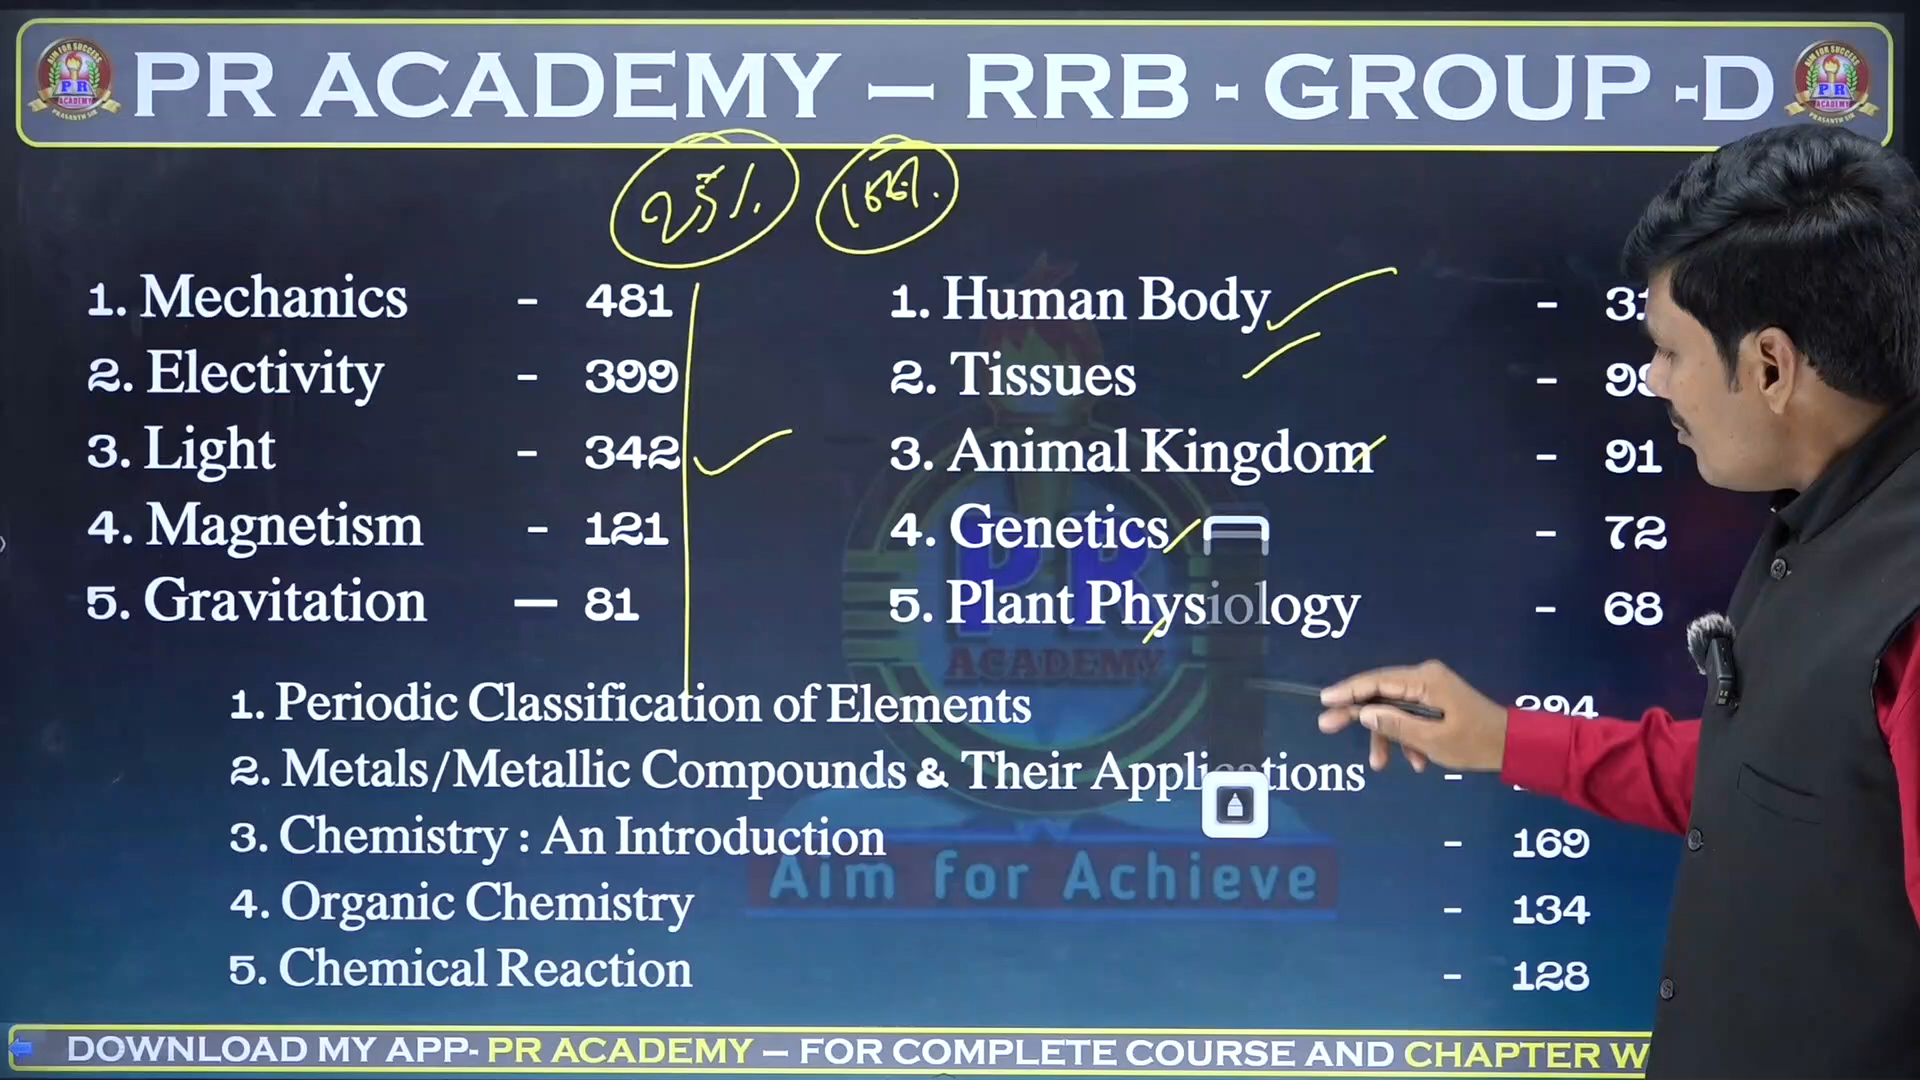 PR ACADEMY – RRB - GROUP -D
25%.
1. Mechanics - 481
2. Electivity - 399
3. Light - 342
4. Magnetism - 121
5. Gravitation — 81
1. Human Body -
2. Tissues -
3. Animal Kingdom - 91
4. Genetics - 72
5. Plant Physiology - 68
1. Periodic Classification of Elements
2. Metals/Metallic Compounds & Their Applications -
3. Chemistry : An Introduction - 169
4. Organic Chemistry - 134
5. Chemical Reaction - 128
PR
ACADEMY
Aim for Achieve
DOWNLOAD MY APP- PR ACADEMY – FOR COMPLETE COURSE AND CHAPTER W